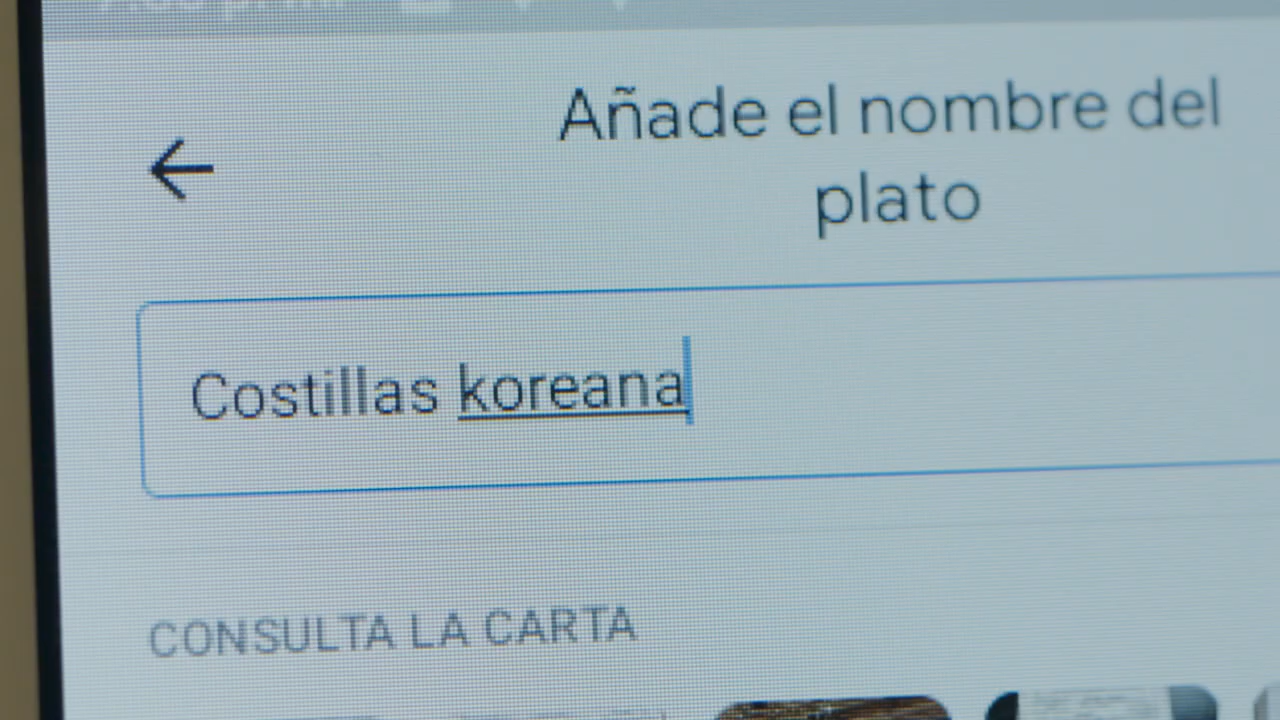 Añade el nombre del
plato
Costillas koreana
CONSULTA LA CARTA